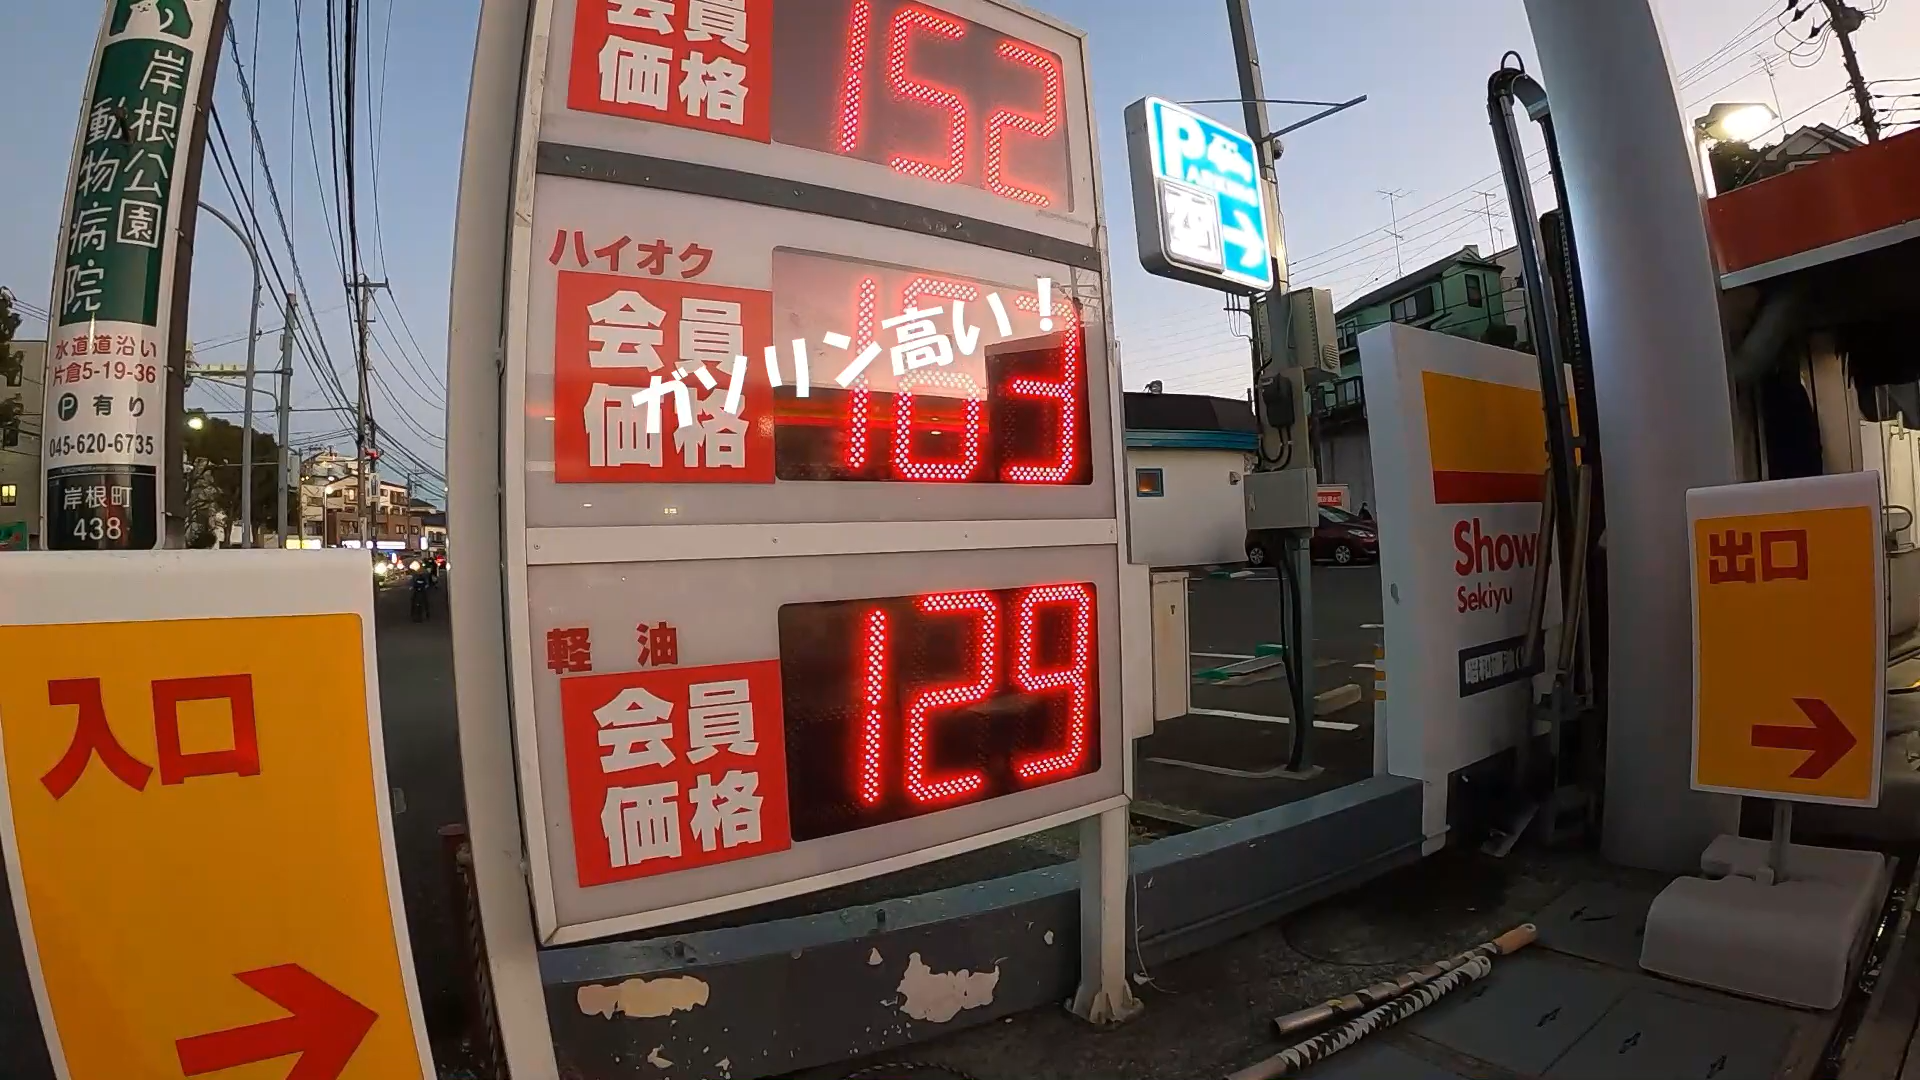 岸根公園
動物病院
水道道沿い
片倉5-19-36
P 有り
045-620-6735
岸根町
438
入口
会員
価格
152
ハイオク
会員
価格
163
ガソリン高い！
軽 油
会員
価格
129
P
Sekiyu
出口